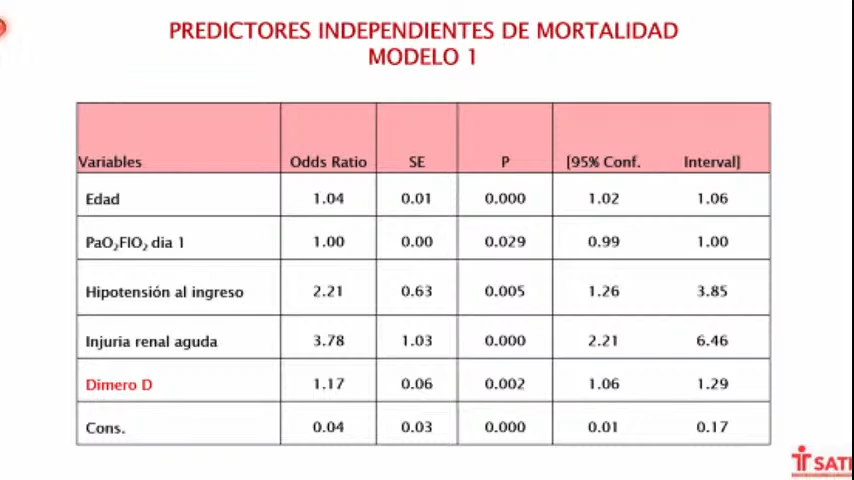 PREDICTORES INDEPENDIENTES DE MORTALIDAD
MODELO 1
Variables Odds Ratio SE P [95% Conf. Interval]
Edad 1.04 0.01 0.000 1.02 1.06
PaO₂FIO₂ dia 1 1.00 0.00 0.029 0.99 1.00
Hipotensión al ingreso 2.21 0.63 0.005 1.26 3.85
Injuria renal aguda 3.78 1.03 0.000 2.21 6.46
Dimero D 1.17 0.06 0.002 1.06 1.29
Cons. 0.04 0.03 0.000 0.01 0.17
SATI